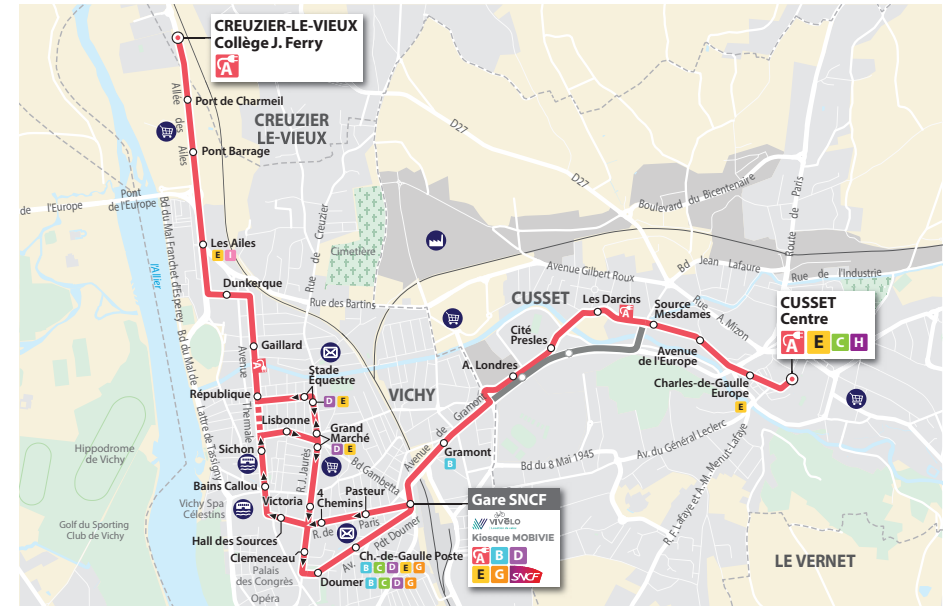 CREUZIER-LE-VIEUX
Collège J. Ferry
A
Port de Charmeil
Allée des Ailes
CREUZIER
LE-VIEUX
Pont Barrage
D27
D27
Boulevard du Bicentenaire
Route de Paris
de l'Europe
Pont
de l'Europe
Bd du Mal Franchet d'Esperey
Rue de Creuzier
Cimetière
Les Ailes
E I
l'Allier
Avenue Gilbert Roux
Bd Jean Lafaure
Rue de l'Industrie
Dunkerque
Rue des Bartins
CUSSET
Les Darcins
A
Source
Mesdames
Rue A. Mizon
CUSSET
Centre
A E C H
Cité
Presles
Gaillard
Bd du Mal de Lattre de Tassigny
Avenue Thermale
A
Avenue
de l'Europe
Stade
Équestre
D E
A. Londres
VICHY
Charles-de-Gaulle
Europe
E
République
Lisbonne
Grand
Marché
D E
Avenue de Gramont
Gramont
B
Av. du Général Leclerc
Sichon
R. J. Jaurès
Bd Gambetta
Bd du 8 Mai 1945
Hippodrome
de Vichy
Bains Callou
Vichy Spa
Célestins
Victoria
4
Chemins
Pasteur
R. de Paris
Gare SNCF
VIVÉLO
Kiosque MOBIVIE
A B D
E G SNCF
R. F. Lafaye et A.-M. Menut-Lafaye
Golf du Sporting
Club de Vichy
Hall des Sources
Clemenceau
Av. Pdt Doumer
Ch.-de-Gaulle Poste
B C D E G
Palais
des Congrès
Opéra
Doumer
B C D G
LE VERNET